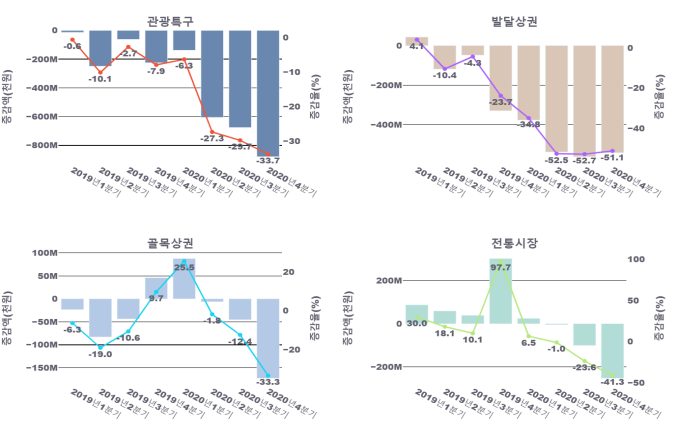 관광특구
0
−200M
−400M
−600M
−800M
증감액(천원)
0
−10
−20
−30
증감율(%)
-0.6
-10.1
-2.7
-7.9
-6.3
-27.3
-29.7
-33.7
2019년1분기
2019년2분기
2019년3분기
2019년4분기
2020년1분기
2020년2분기
2020년3분기
2020년4분기
발달상권
0
−200M
−400M
증감액(천원)
0
−20
−40
증감율(%)
4.1
-10.4
-4.3
-23.7
-34.8
-52.5
-52.7
-51.1
2019년1분기
2019년2분기
2019년3분기
2019년4분기
2020년1분기
2020년2분기
2020년3분기
2020년4분기
골목상권
100M
50M
0
−50M
−100M
−150M
증감액(천원)
20
0
−20
증감율(%)
-6.3
-19.0
-10.6
9.7
25.5
-1.8
-12.4
-33.3
2019년1분기
2019년2분기
2019년3분기
2019년4분기
2020년1분기
2020년2분기
2020년3분기
2020년4분기
전통시장
200M
0
−200M
증감액(천원)
100
50
0
−50
증감율(%)
30.0
18.1
10.1
97.7
6.5
-1.0
-23.6
-41.3
2019년1분기
2019년2분기
2019년3분기
2019년4분기
2020년1분기
2020년2분기
2020년3분기
2020년4분기